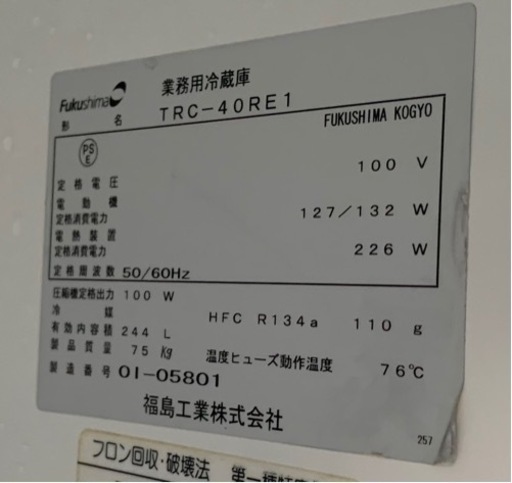 Fukushima
業務用冷蔵庫
形名 TRC-40RE1
FUKUSHIMA KOGYO
PS
E
定格電圧 100 V
電動機
定格消費電力 127/132 W
電熱装置
定格消費電力 226 W
定格周波数 50/60Hz
圧縮機定格出力 100 W
冷媒 HFC R134a 110 g
有効内容積 244 L
製品質量 75 Kg 温度ヒューズ動作温度 76℃
製造番号 01-05801
福島工業株式会社
257
フロン回収・破壊法 第一種特